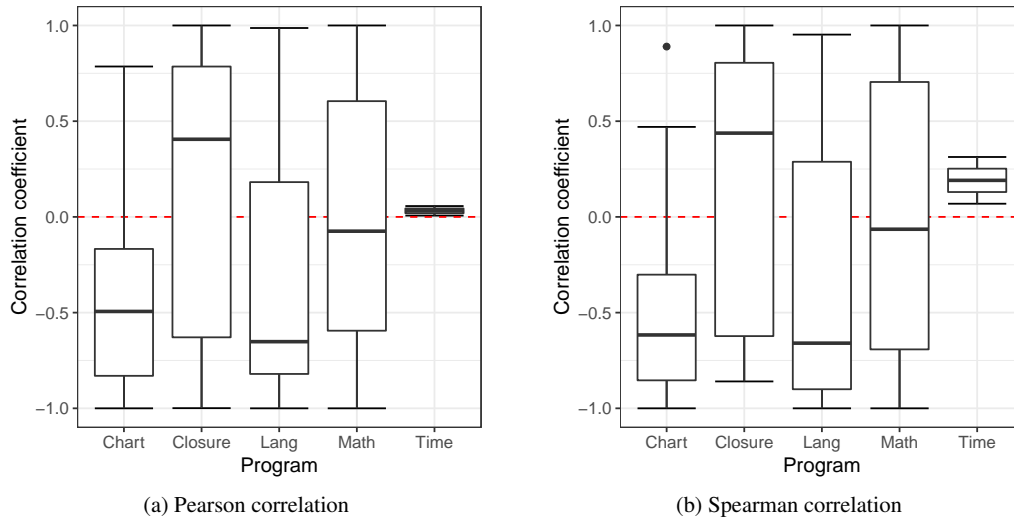 Correlation coefficient
1.0
0.5
0.0
−0.5
−1.0
Chart Closure Lang Math Time
Program
(a) Pearson correlation
Correlation coefficient
1.0
0.5
0.0
−0.5
−1.0
Chart Closure Lang Math Time
Program
(b) Spearman correlation